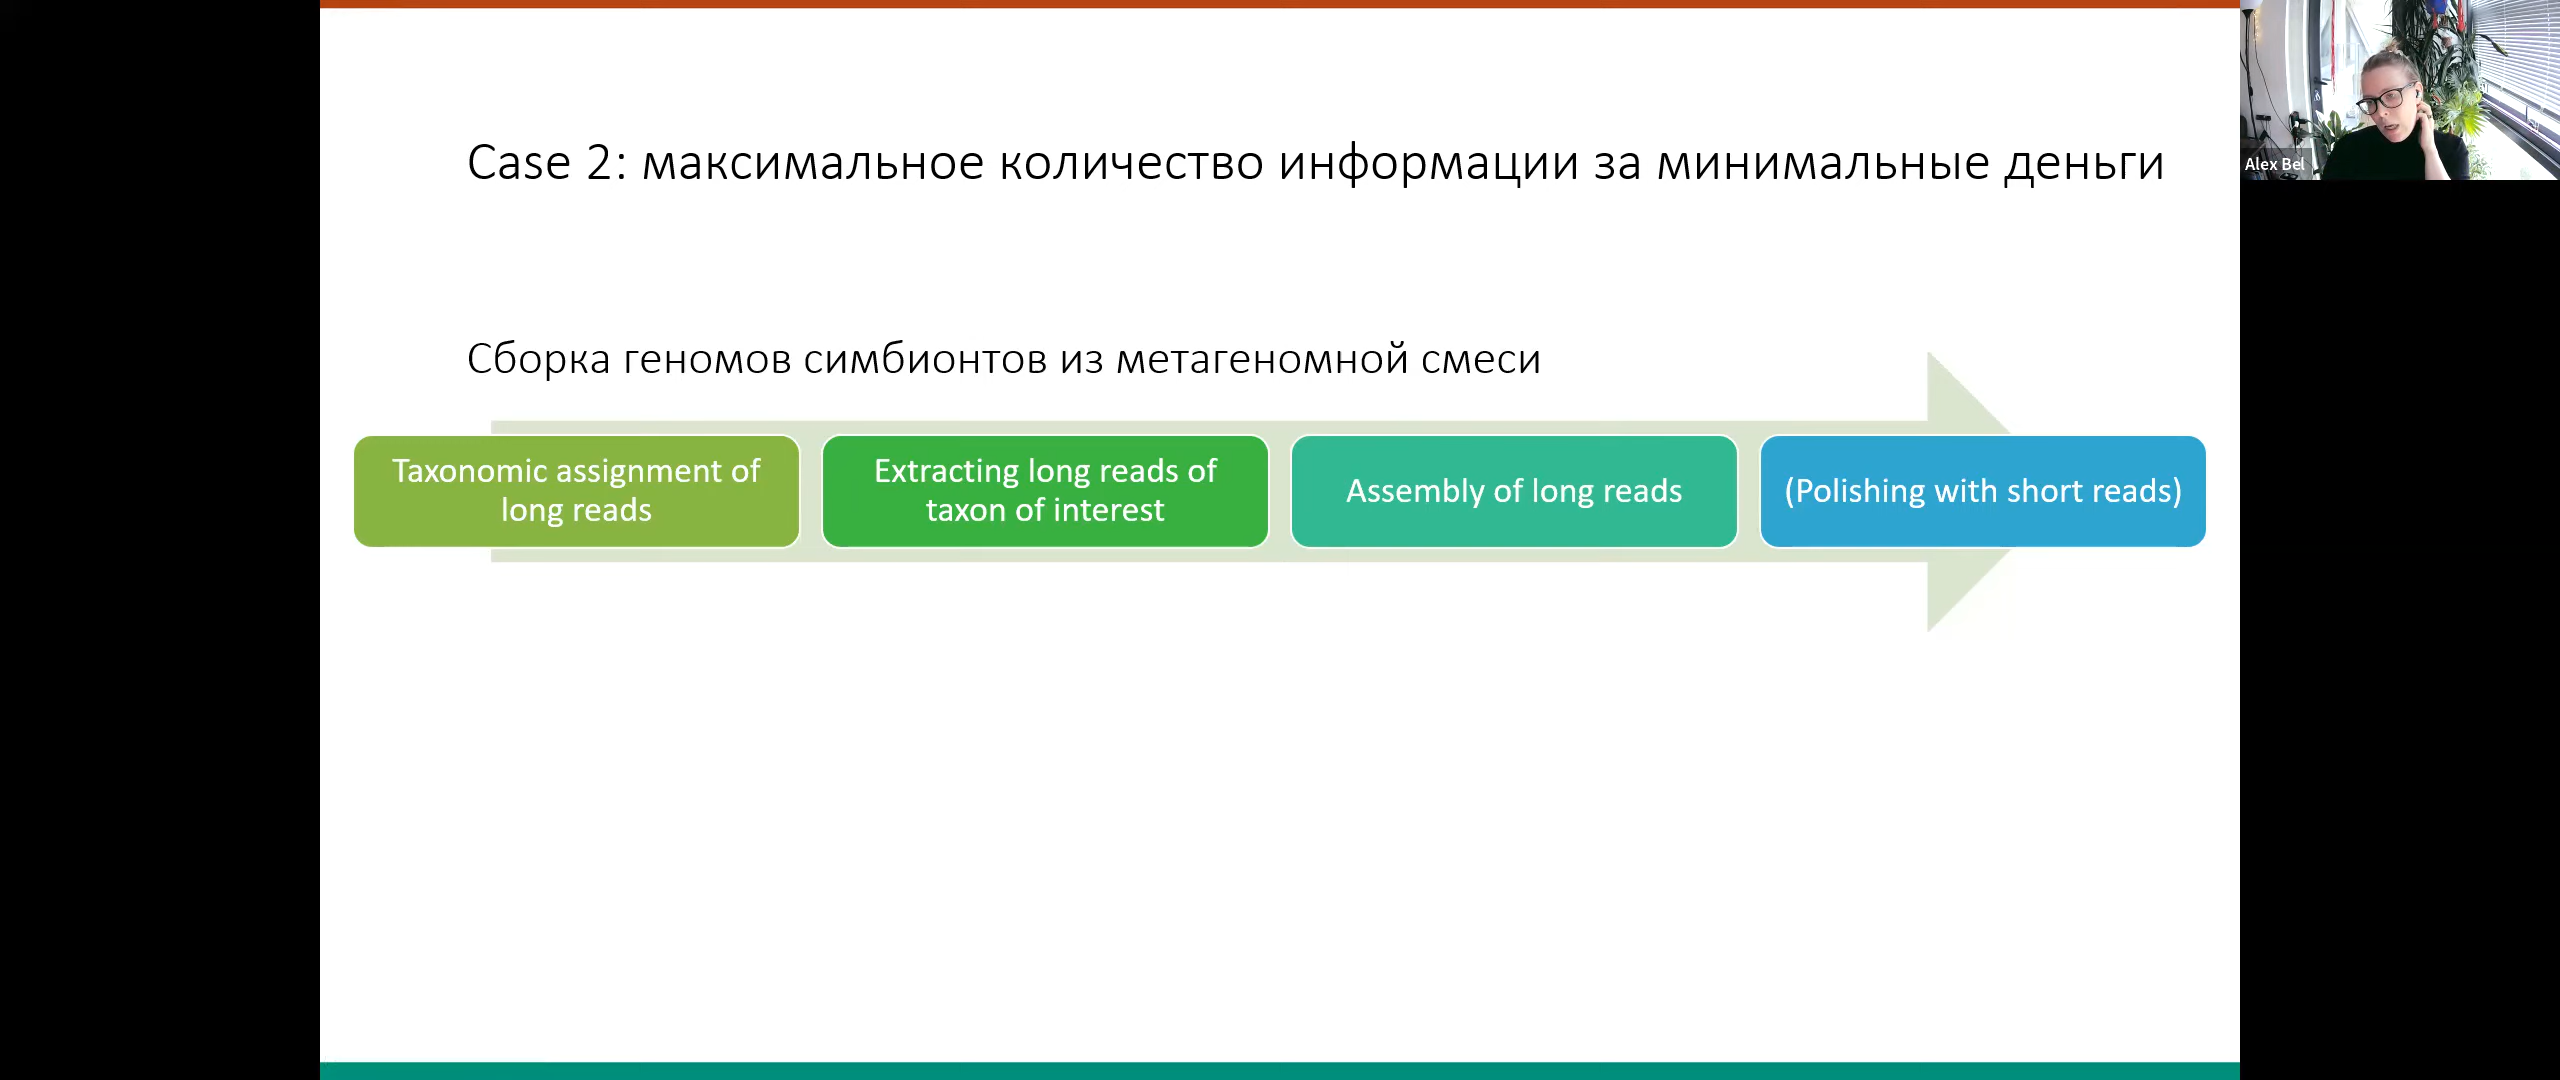 Case 2: максимальное количество информации за минимальные деньги
Alex Bel
Сборка геномов симбионтов из метагеномной смеси
Taxonomic assignment of
long reads
Extracting long reads of
taxon of interest
Assembly of long reads
(Polishing with short reads)